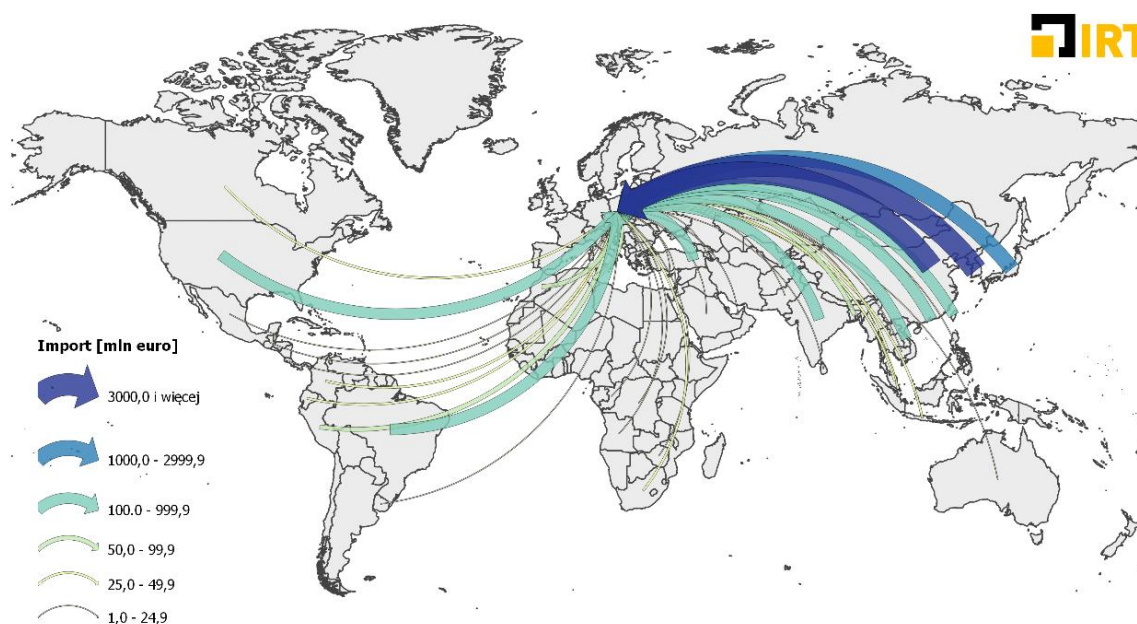 IRT
Import [mln euro]
3000,0 i więcej
1000,0 - 2999,9
100.0 - 999,9
50,0 - 99,9
25,0 - 49,9
1,0 - 24,9